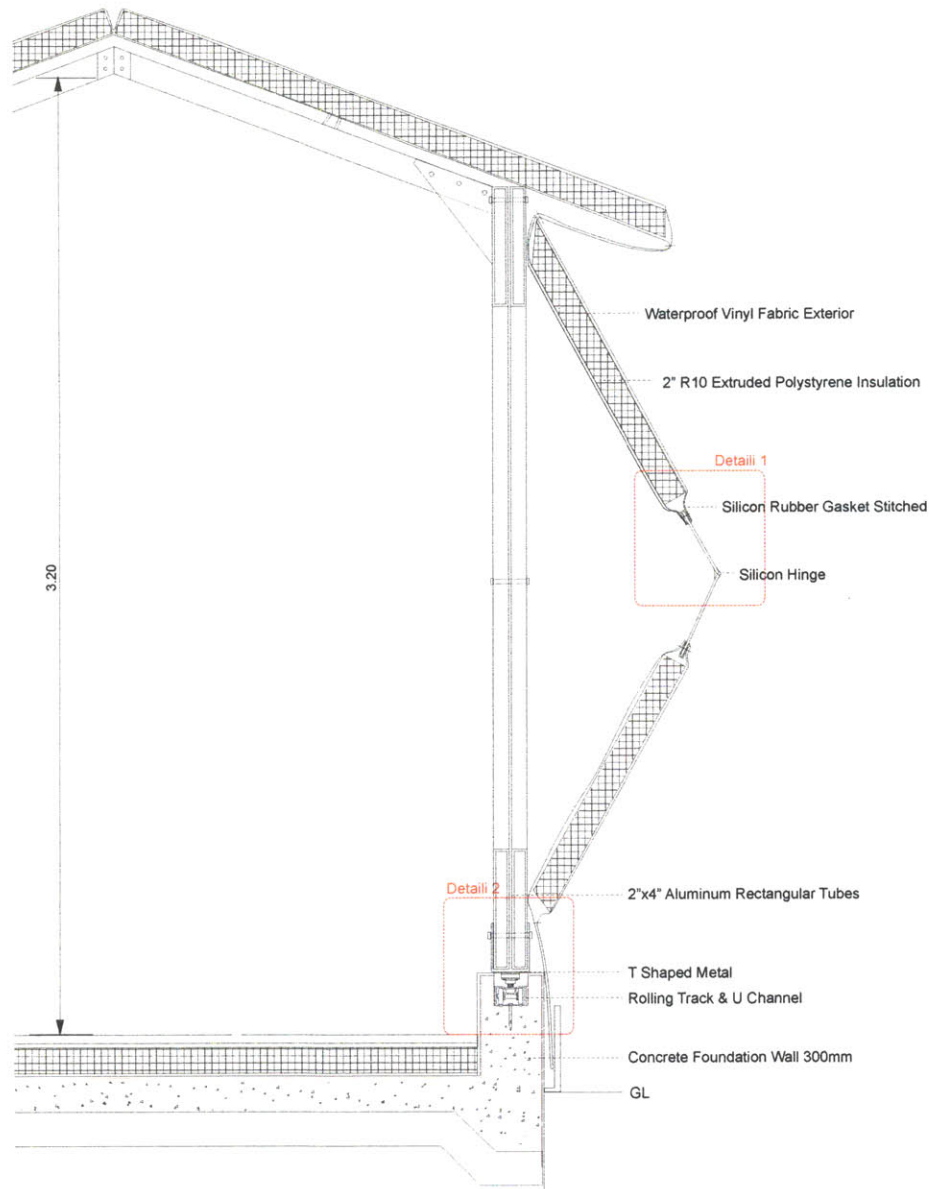 Waterproof Vinyl Fabric Exterior
2" R10 Extruded Polystyrene Insulation
Detaili 1
Silicon Rubber Gasket Stitched
Silicon Hinge
3.20
Detaili 2
2"x4" Aluminum Rectangular Tubes
T Shaped Metal
Rolling Track & U Channel
Concrete Foundation Wall 300mm
GL